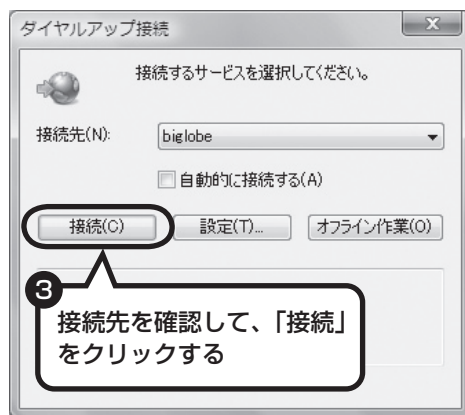 ダイヤルアップ接続
接続するサービスを選択してください。
接続先(N):
biglobe
自動的に接続する(A)
接続(C)
設定(T)...
オフライン作業(O)
3
接続先を確認して、「接続」
をクリックする